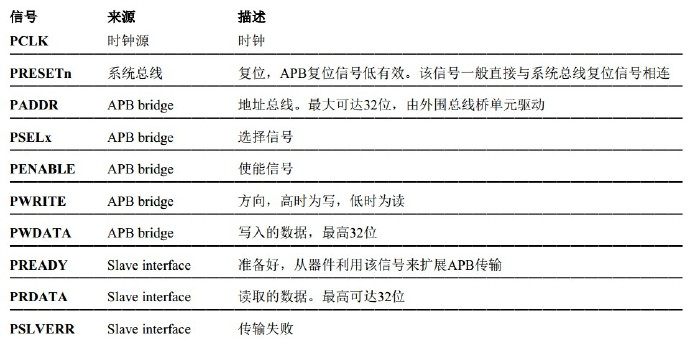 信号 来源 描述
PCLK 时钟源 时钟
PRESETn 系统总线 复位，APB复位信号低有效。该信号一般直接与系统总线复位信号相连
PADDR APB bridge 地址总线。最大可达32位，由外围总线桥单元驱动
PSELx APB bridge 选择信号
PENABLE APB bridge 使能信号
PWRITE APB bridge 方向，高时为写，低时为读
PWDATA APB bridge 写入的数据，最高32位
PREADY Slave interface 准备好，从器件利用该信号来扩展APB传输
PRDATA Slave interface 读取的数据。最高可达32位
PSLVERR Slave interface 传输失败